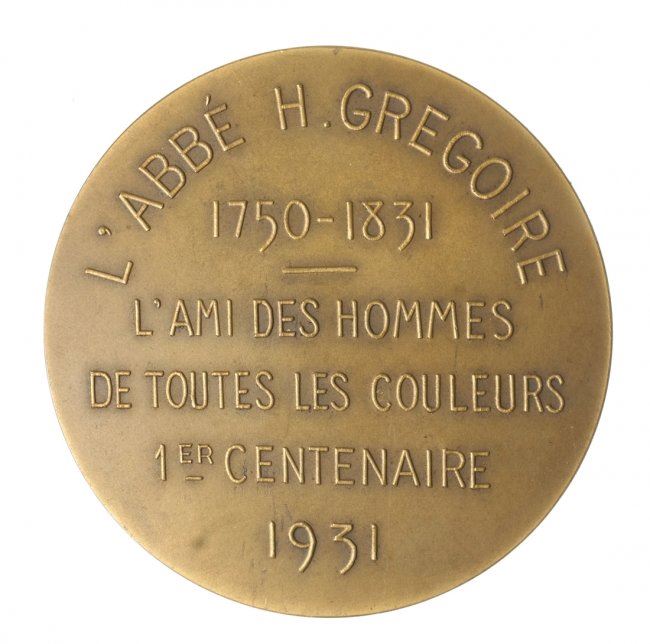 L'ABBÉ H. GREGOIRE
1750-1831
L'AMI DES HOMMES
DE TOUTES LES COULEURS
1ER CENTENAIRE
1931